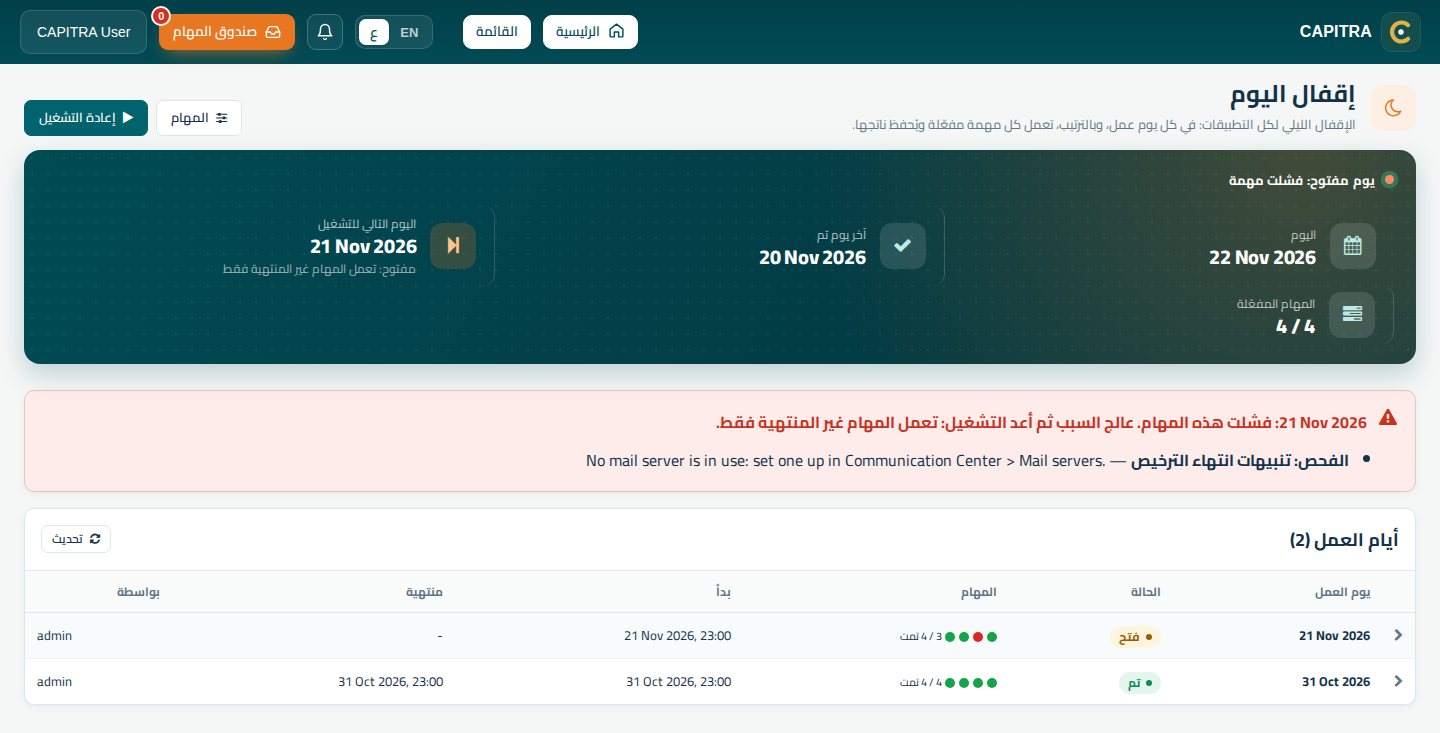 CAPITRA
الرئيسية
القائمة
EN
ع
صندوق المهام
0
CAPITRA User
إقفال اليوم
الإقفال الليلي لكل التطبيقات: في كل يوم عمل، وبالترتيب، تعمل كل مهمة مفعّلة ويُحفظ ناتجها.
المهام
إعادة التشغيل
يوم مفتوح: فشلت مهمة
اليوم
22 Nov 2026
آخر يوم تم
20 Nov 2026
اليوم التالي للتشغيل
21 Nov 2026
مفتوح: تعمل المهام غير المنتهية فقط
المهام المفعّلة
4 / 4
21 Nov 2026: فشلت هذه المهام. عالج السبب ثم أعد التشغيل: تعمل المهام غير المنتهية فقط.
الفحص: تنبيهات انتهاء الترخيص — No mail server is in use: set one up in Communication Center > Mail servers.
أيام العمل (2)
تحديث
يوم العمل الحالة المهام بدأ منتهية بواسطة
21 Nov 2026 فتح 3 / 4 تمت 21 Nov 2026, 23:00 - admin
31 Oct 2026 تم 4 / 4 تمت 31 Oct 2026, 23:00 31 Oct 2026, 23:00 admin